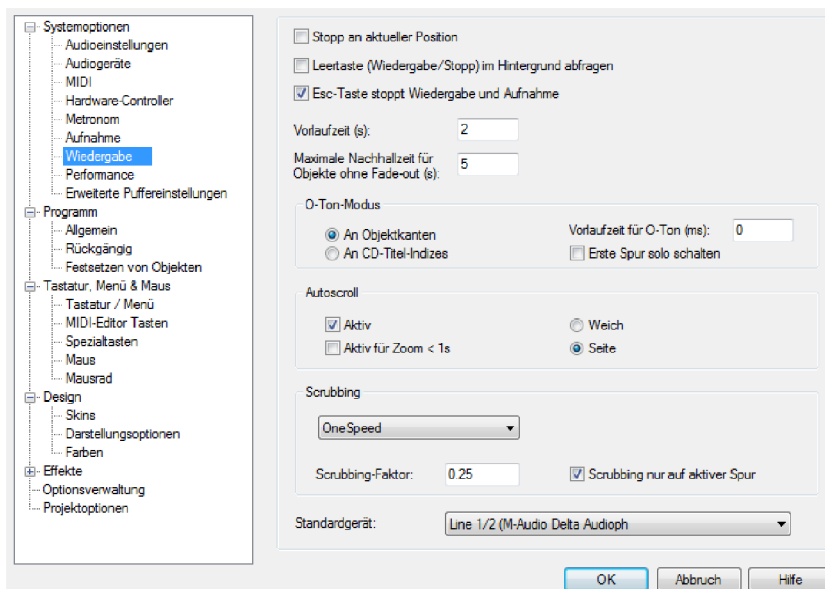 Systemoptionen
Audioeinstellungen
Audiogeräte
MIDI
Hardware-Controller
Metronom
Aufnahme
Wiedergabe
Performance
Erweiterte Puffereinstellungen
Programm
Allgemein
Rückgängig
Festsetzen von Objekten
Tastatur, Menü & Maus
Tastatur / Menü
MIDI-Editor Tasten
Spezialtasten
Maus
Mausrad
Design
Skins
Darstellungsoptionen
Farben
Effekte
Optionsverwaltung
Projektoptionen
Stopp an aktueller Position
Leertaste (Wiedergabe/Stopp) im Hintergrund abfragen
Esc-Taste stoppt Wiedergabe und Aufnahme
Vorlaufzeit (s): 2
Maximale Nachhallzeit für
Objekte ohne Fade-out (s): 5
O-Ton-Modus
An Objektkanten
An CD-Titel-Indizes
Vorlaufzeit für O-Ton (ms): 0
Erste Spur solo schalten
Autoscroll
Aktiv
Aktiv für Zoom < 1s
Weich
Seite
Scrubbing
OneSpeed
Scrubbing-Faktor: 0.25
Scrubbing nur auf aktiver Spur
Standardgerät: Line 1/2 (M-Audio Delta Audioph
OK Abbruch Hilfe